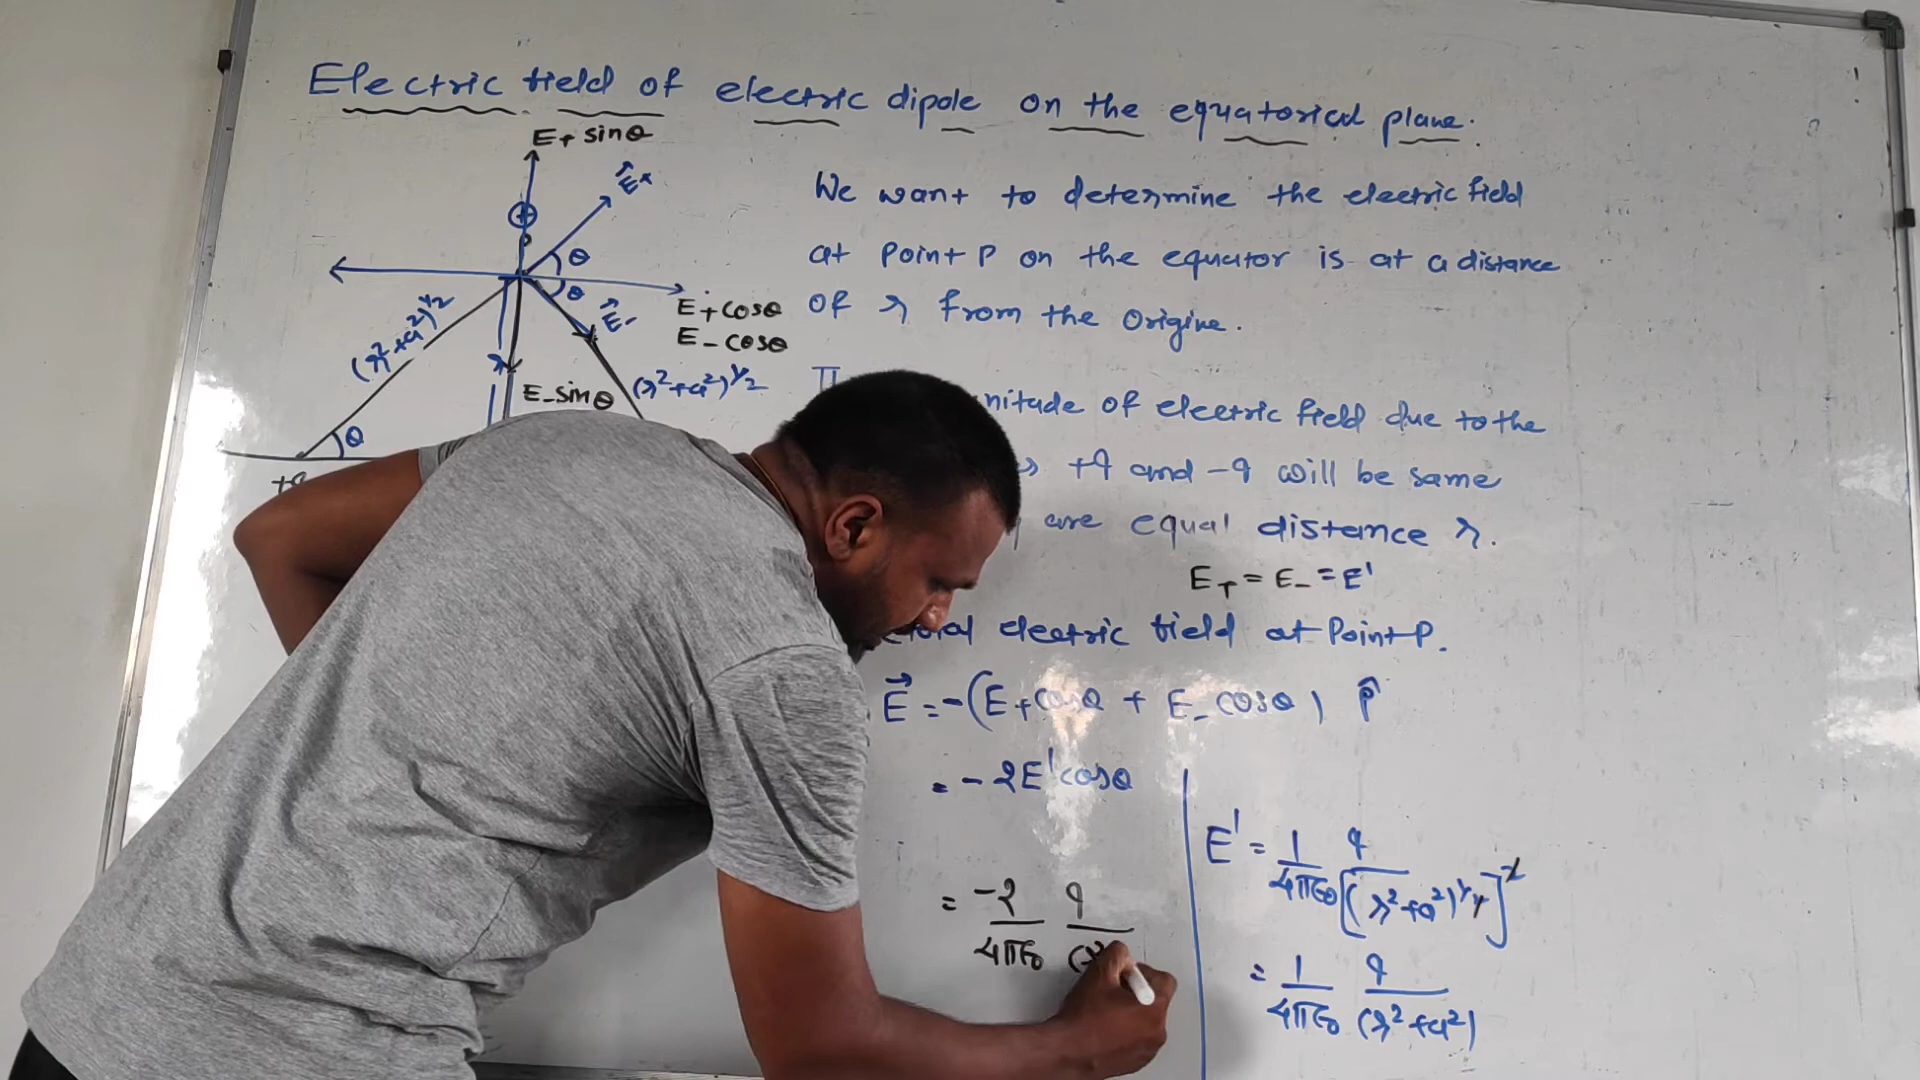 Electric field of electric dipole on the equatorical plane.
E+ sinθ
E+
P
θ
θ
E-
E+cosθ
E-cosθ
(r²+a²)^1/2
r
E-sinθ
(r²+a²)^1/2
θ
We want to determine the electric field
at point P on the equator is at a distance
of r from the origine.
nitude of electric field due to the
+q and -q will be same
are equal distance r.
E+ = E- = E'
total electric field at Point P.
E = -(E+cosθ + E-cosθ) p̂
= -2E'cosθ
= -2/4πε₀ q/(r²
E' = 1/4πε₀ q/[(r²+a²)^1/2]^2
= 1/4πε₀ q/(r²+a²)